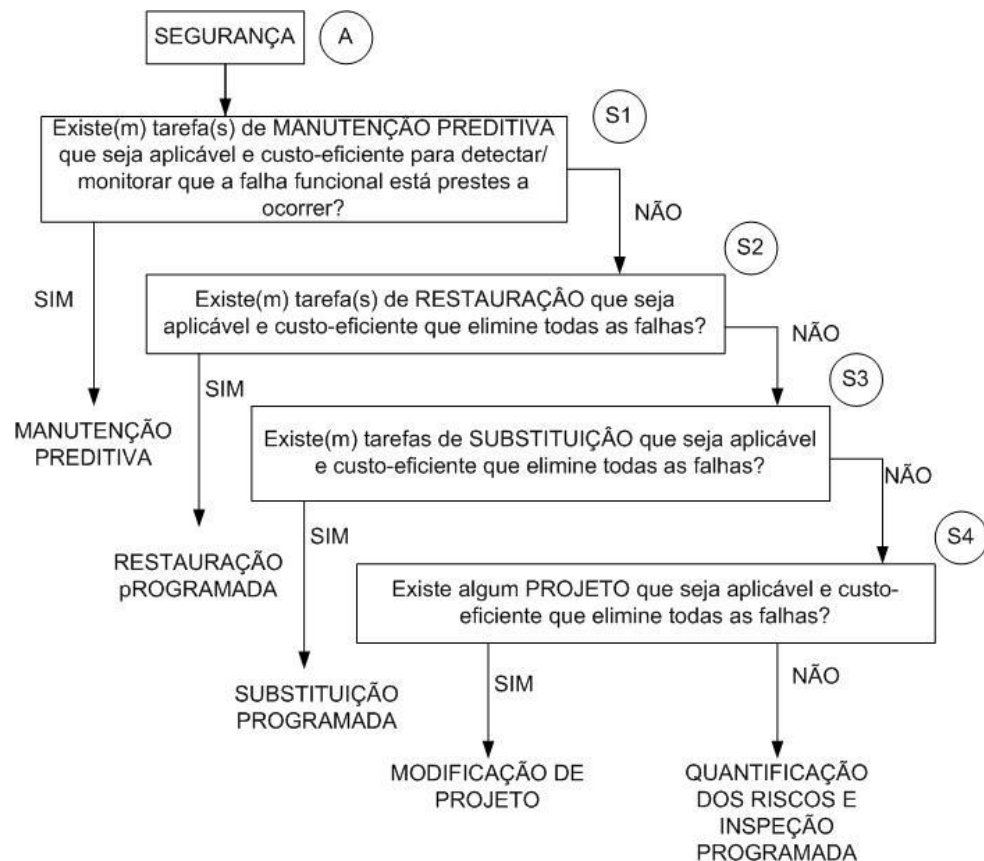 SEGURANÇA
A
S1
Existe(m) tarefa(s) de MANUTENÇÃO PREDITIVA
que seja aplicável e custo-eficiente para detectar/
monitorar que a falha funcional está prestes a
ocorrer?
NÃO
S2
SIM
Existe(m) tarefa(s) de RESTAURAÇÂO que seja
aplicável e custo-eficiente que elimine todas as falhas?
NÃO
S3
SIM
MANUTENÇÃO
PREDITIVA
Existe(m) tarefas de SUBSTITUIÇÂO que seja aplicável
e custo-eficiente que elimine todas as falhas?
NÃO
S4
SIM
RESTAURAÇÃO
pROGRAMADA
Existe algum PROJETO que seja aplicável e custo-
eficiente que elimine todas as falhas?
SIM
NÃO
SUBSTITUIÇÃO
PROGRAMADA
MODIFICAÇÃO DE
PROJETO
QUANTIFICAÇÃO
DOS RISCOS E
INSPEÇÃO
PROGRAMADA